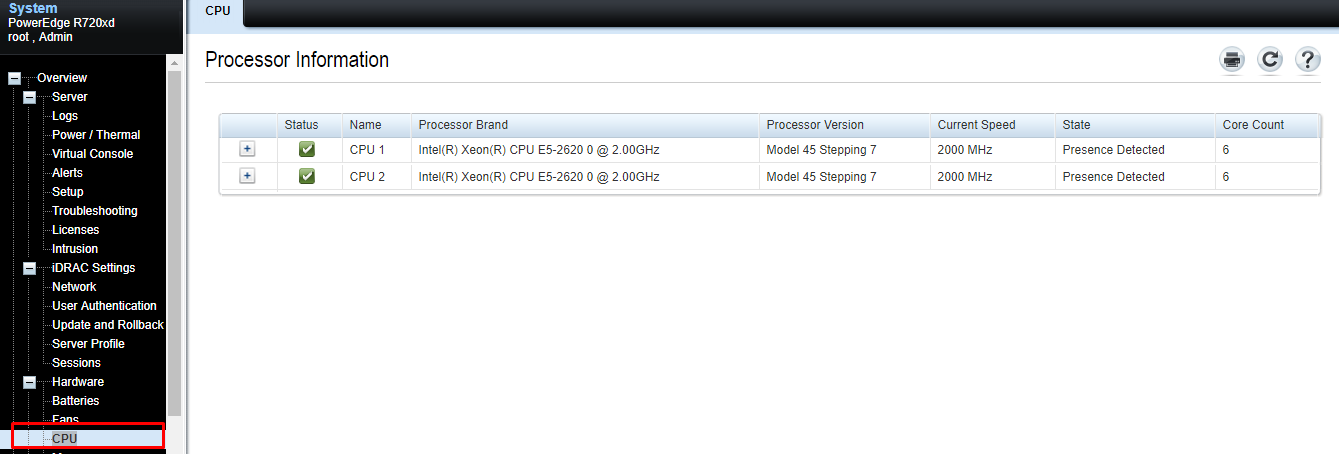 System
PowerEdge R720xd
root , Admin
Overview
Server
Logs
Power / Thermal
Virtual Console
Alerts
Setup
Troubleshooting
Licenses
Intrusion
iDRAC Settings
Network
User Authentication
Update and Rollback
Server Profile
Sessions
Hardware
Batteries
Fans
CPU
CPU
Processor Information
Status Name Processor Brand Processor Version Current Speed State Core Count
CPU 1 Intel(R) Xeon(R) CPU E5-2620 0 @ 2.00GHz Model 45 Stepping 7 2000 MHz Presence Detected 6
CPU 2 Intel(R) Xeon(R) CPU E5-2620 0 @ 2.00GHz Model 45 Stepping 7 2000 MHz Presence Detected 6